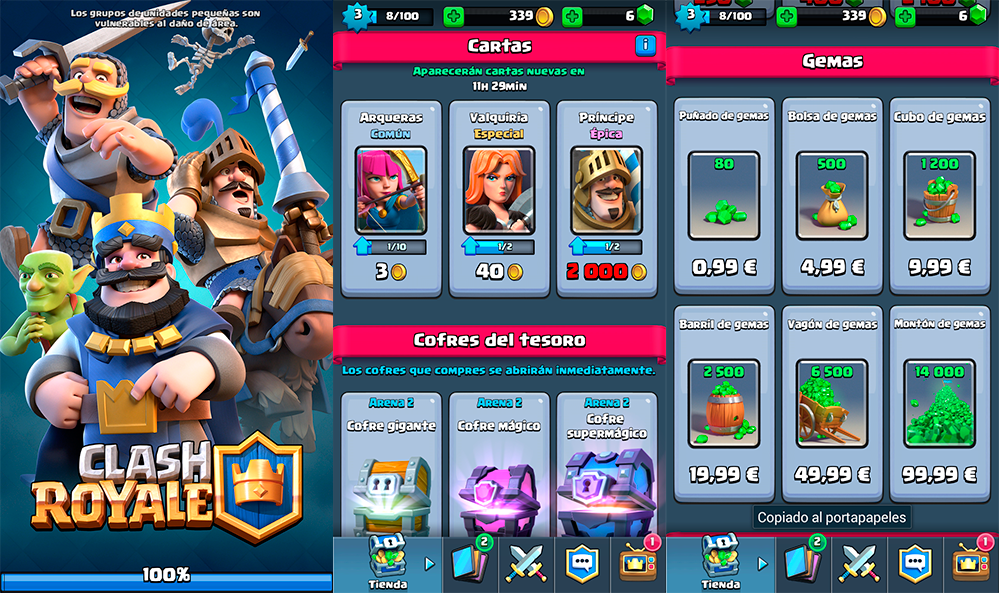 Los grupos de unidades pequeñas son
vulnerables al daño de área.
CLASH
ROYALE
100%
3
8/100
339
6
Cartas
i
Aparecerán cartas nuevas en
11h 29min
Arqueras
Común
1/10
3
Valquiria
Especial
1/2
40
Príncipe
Épica
1/2
2 000
Cofres del tesoro
Los cofres que compres se abrirán inmediatamente.
Arena 2
Cofre gigante
Arena 2
Cofre mágico
Arena 2
Cofre
supermágico
Tienda
2
1
3
8/100
339
6
Gemas
Puñado de gemas
80
0,99 €
Bolsa de gemas
500
4,99 €
Cubo de gemas
1 200
9,99 €
Barril de gemas
2 500
19,99 €
Vagón de gemas
6 500
49,99 €
Montón de gemas
14 000
99,99 €
Copiado al portapapeles
Tienda
2
1